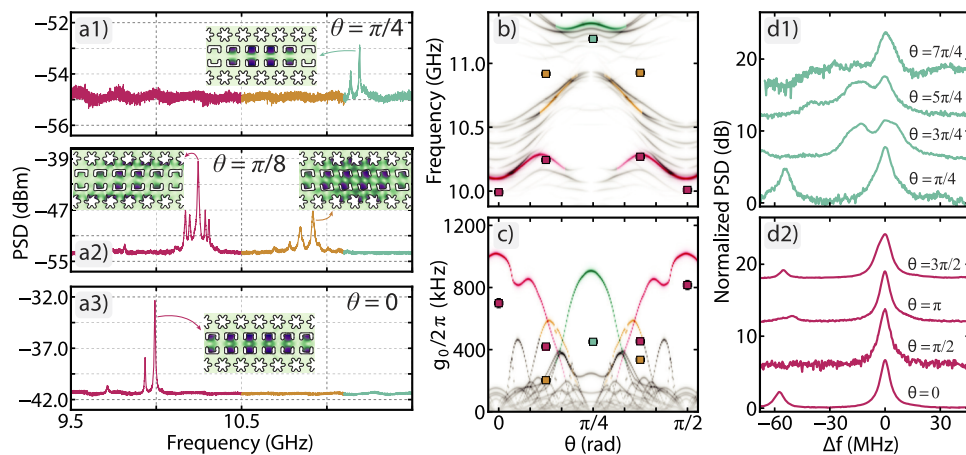 a1)
θ = π/4
−52
−54
−56
a2)
θ = π/8
−39
−47
−55
PSD (dBm)
a3)
θ = 0
−32.0
−37.0
−42.0
9.5
10.5
Frequency (GHz)
b)
Frequency (GHz)
11.0
10.5
10.0
c)
g0/2π (kHz)
1200
800
400
0
0
π/4
π/2
θ (rad)
d1)
θ = 7π/4
θ = 5π/4
θ = 3π/4
θ = π/4
20
10
0
Normalized PSD (dB)
d2)
θ = 3π/2
θ = π
θ = π/2
θ = 0
20
10
0
−60
−30
0
30
Δf (MHz)